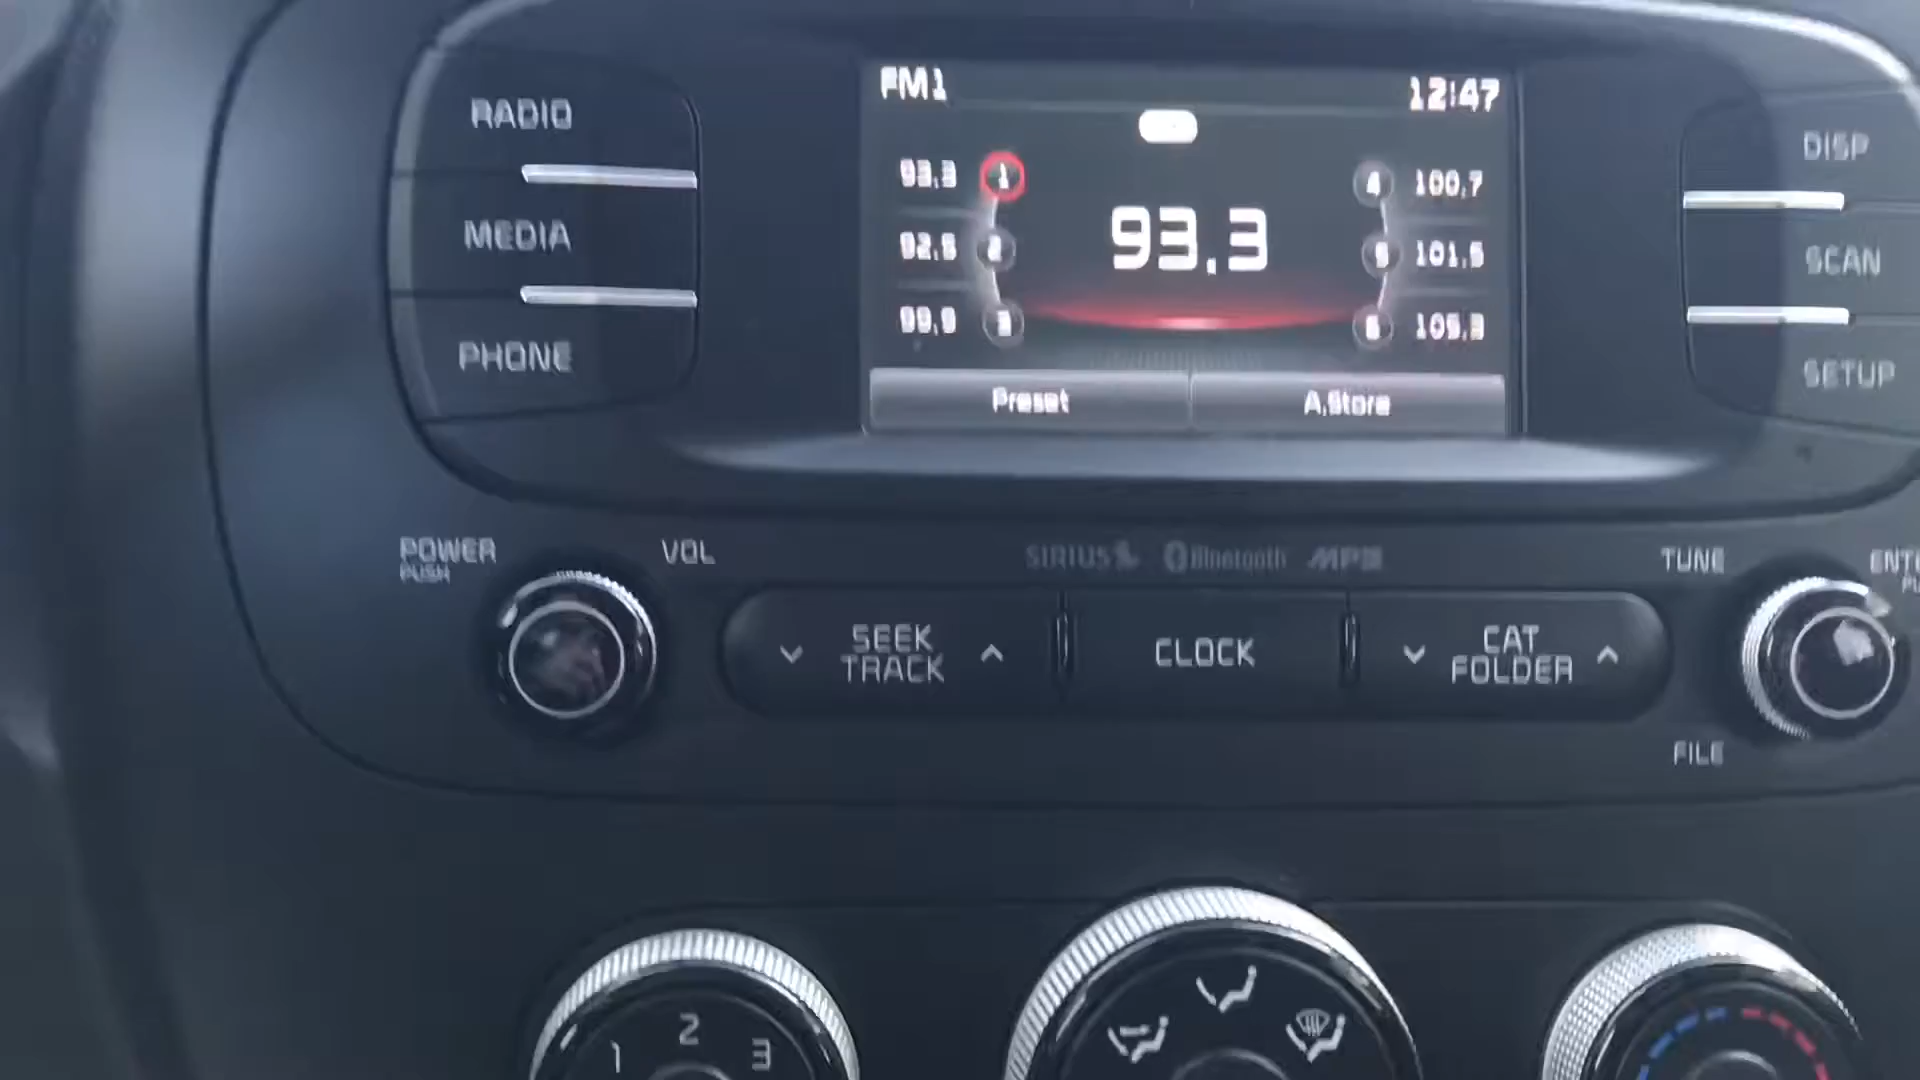 RADIO
MEDIA
PHONE
FM1
12:47
93.3 1
92.5 2
99.9 3
93.3
4 100.7
5 101.5
6 105.3
Preset
A.Store
DISP
SCAN
SETUP
POWER
PUSH
VOL
SIRIUS Bluetooth MP3
TUNE
SEEK
TRACK
CLOCK
CAT
FOLDER
FILE
1 2 3